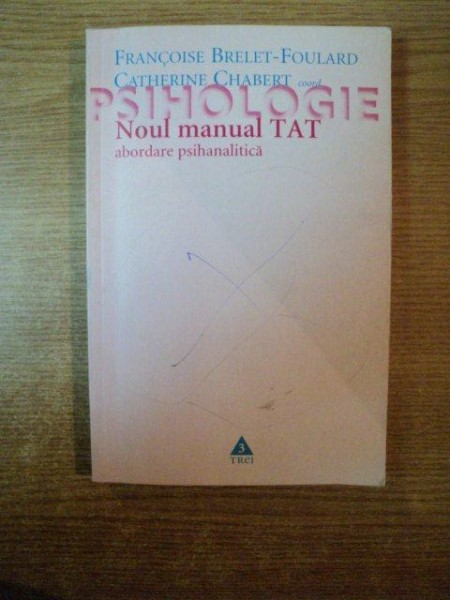 FRANÇOISE BRELET-FOULARD
CATHERINE CHABERT coord.
PSIHOLOGIE
Noul manual TAT
abordare psihanalitică
3
TREI